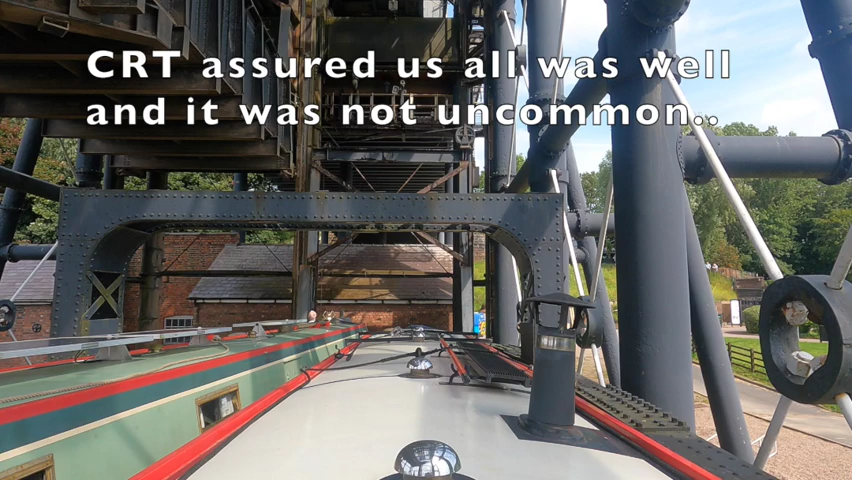 CRT assured us all was well
and it was not uncommon..